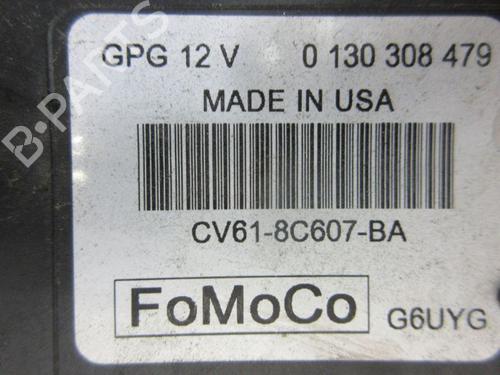 GPG 12 V 0 130 308 479
MADE IN USA
CV61-8C607-BA
FoMoCo G6UYG
B-PARTS